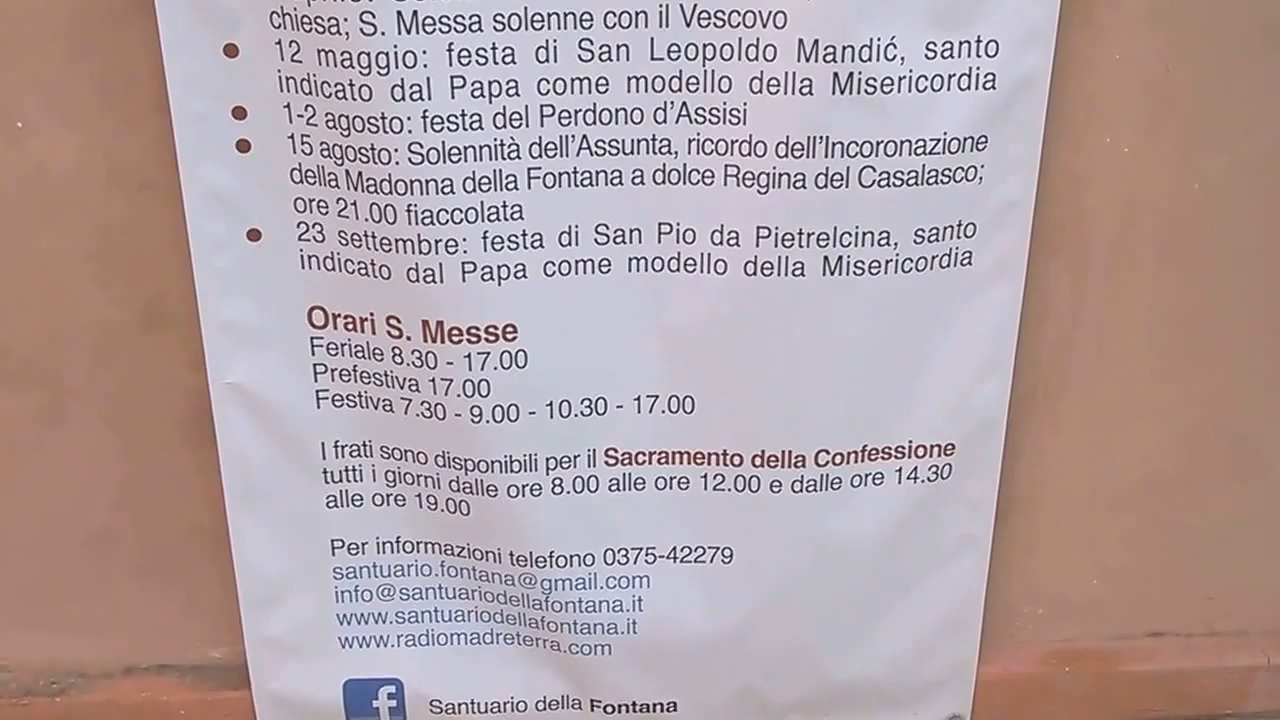 chiesa; S. Messa solenne con il Vescovo
• 12 maggio: festa di San Leopoldo Mandić, santo
indicato dal Papa come modello della Misericordia
• 1-2 agosto: festa del Perdono d'Assisi
• 15 agosto: Solennità dell'Assunta, ricordo dell'Incoronazione
della Madonna della Fontana a dolce Regina del Casalasco;
ore 21.00 fiaccolata
• 23 settembre: festa di San Pio da Pietrelcina, santo
indicato dal Papa come modello della Misericordia
Orari S. Messe
Feriale 8.30 - 17.00
Prefestiva 17.00
Festiva 7.30 - 9.00 - 10.30 - 17.00
I frati sono disponibili per il Sacramento della Confessione
tutti i giorni dalle ore 8.00 alle ore 12.00 e dalle ore 14.30
alle ore 19.00
Per informazioni telefono 0375-42279
santuario.fontana@gmail.com
info@santuariodellafontana.it
www.santuariodellafontana.it
www.radiomadreterra.com
f Santuario della Fontana